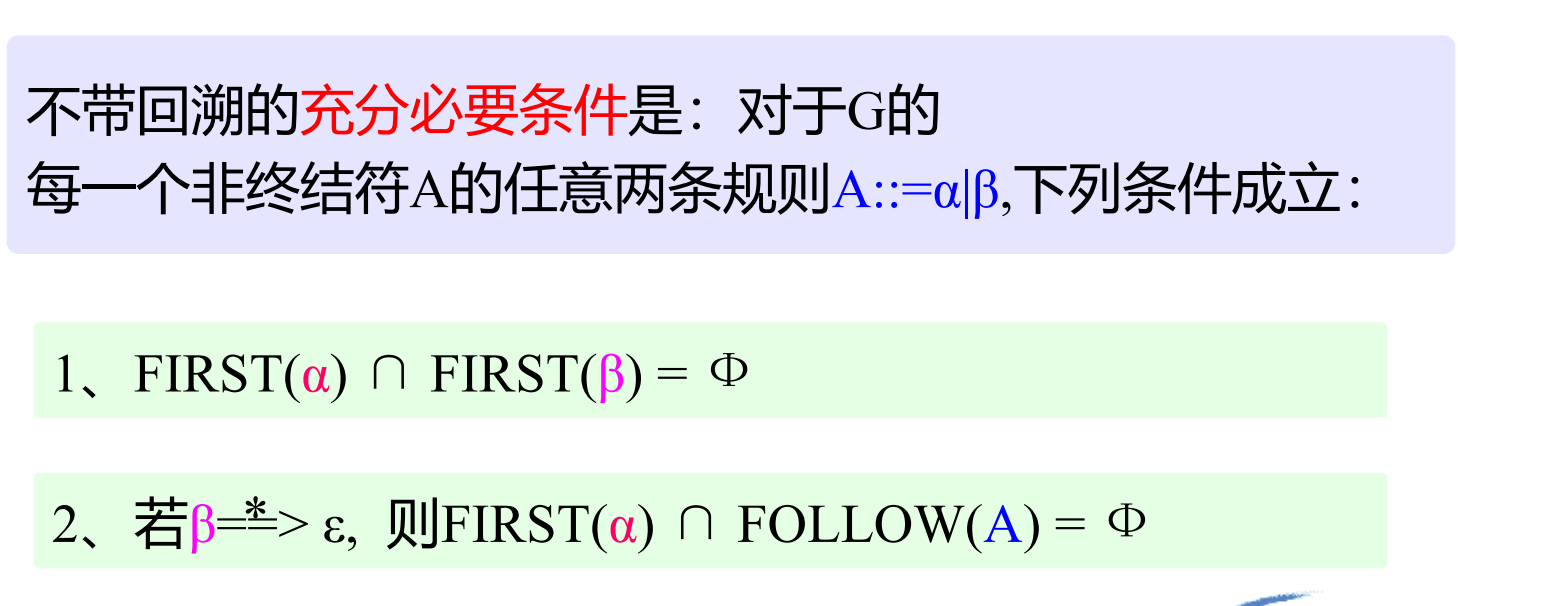 不带回溯的充分必要条件是：对于G的
每一个非终结符A的任意两条规则A::=α|β,下列条件成立：
1、FIRST(α) ∩ FIRST(β) = Φ
2、若β==*=> ε, 则FIRST(α) ∩ FOLLOW(A) = Φ